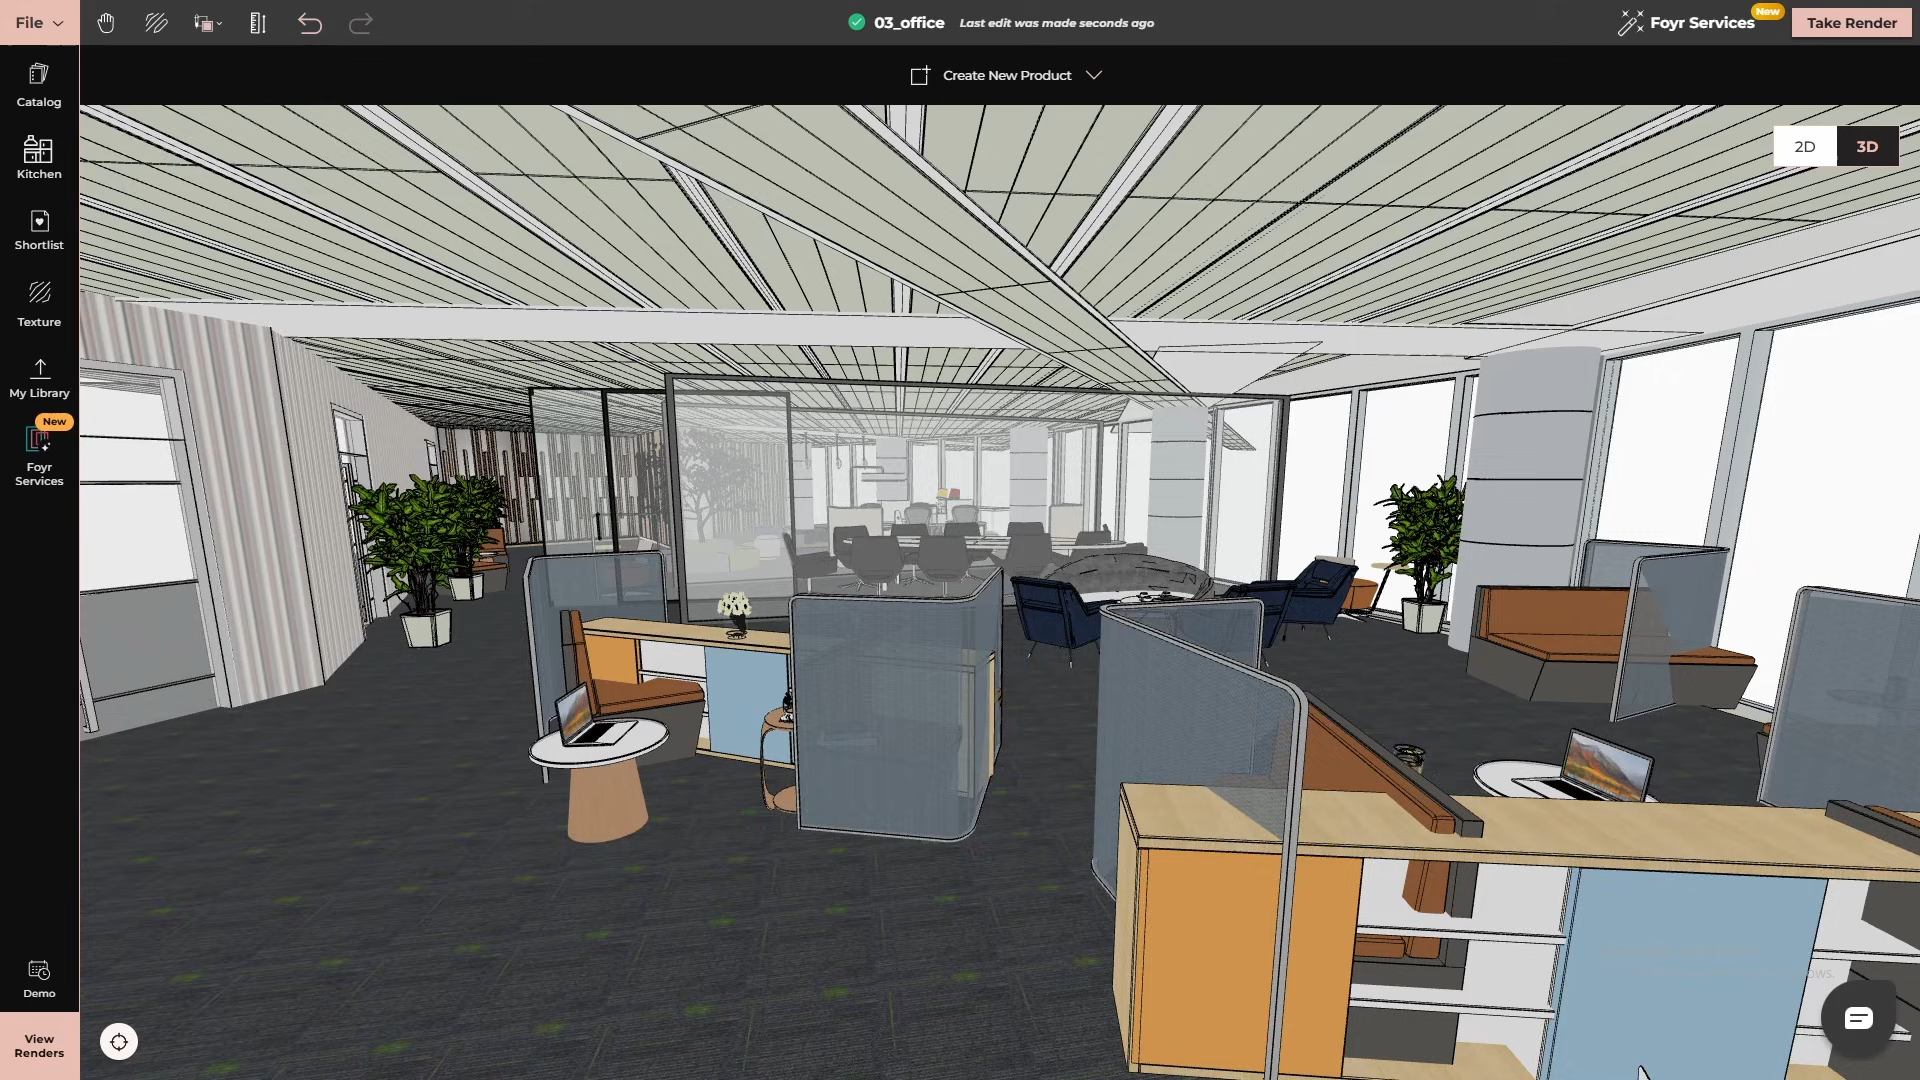 File
03_office
Last edit was made seconds ago
Foyr Services
New
Take Render
Create New Product
2D
3D
Catalog
Kitchen
Shortlist
Texture
My Library
New
Foyr
Services
Demo
View
Renders